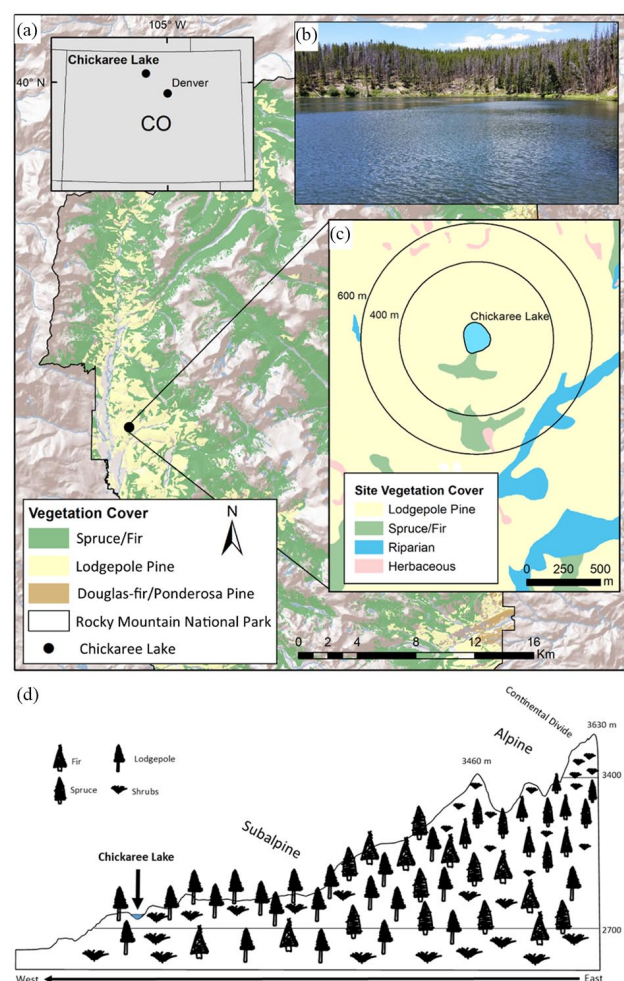 (a)
105° W
40° N
Chickaree Lake
Denver
CO
(b)
(c)
600 m
400 m
Chickaree Lake
Site Vegetation Cover
Lodgepole Pine
Spruce/Fir
Riparian
Herbaceous
0 250 500
m
Vegetation Cover
N
Spruce/Fir
Lodgepole Pine
Douglas-fir/Ponderosa Pine
Rocky Mountain National Park
Chickaree Lake
0 2 4 8 12 16
Km
(d)
Continental Divide
3630 m
Alpine
3460 m
3400
Fir
Lodgepole
Spruce
Shrubs
Subalpine
Chickaree Lake
2700
West
East